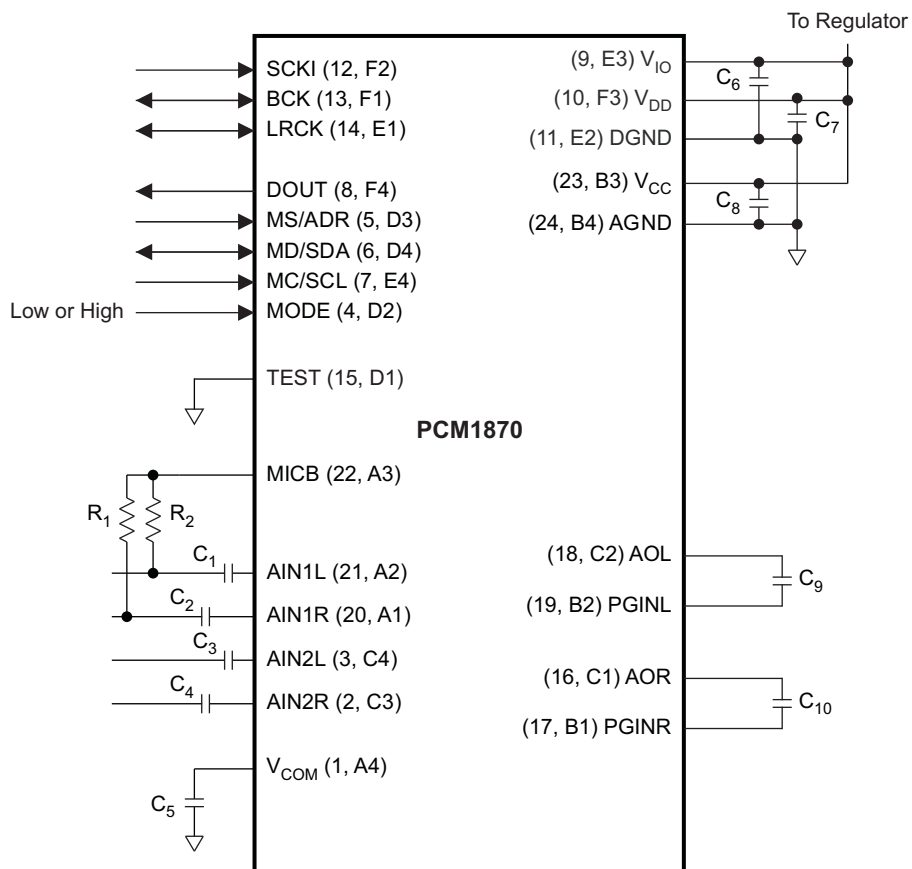 To Regulator
SCKI (12, F2)
BCK (13, F1)
LRCK (14, E1)
DOUT (8, F4)
MS/ADR (5, D3)
MD/SDA (6, D4)
MC/SCL (7, E4)
Low or High
MODE (4, D2)
TEST (15, D1)
PCM1870
MICB (22, A3)
R1
R2
C1
AIN1L (21, A2)
C2
AIN1R (20, A1)
C3
AIN2L (3, C4)
C4
AIN2R (2, C3)
VCOM (1, A4)
C5
(9, E3) VIO
C6
(10, F3) VDD
C7
(11, E2) DGND
(23, B3) VCC
C8
(24, B4) AGND
(18, C2) AOL
C9
(19, B2) PGINL
(16, C1) AOR
C10
(17, B1) PGINR